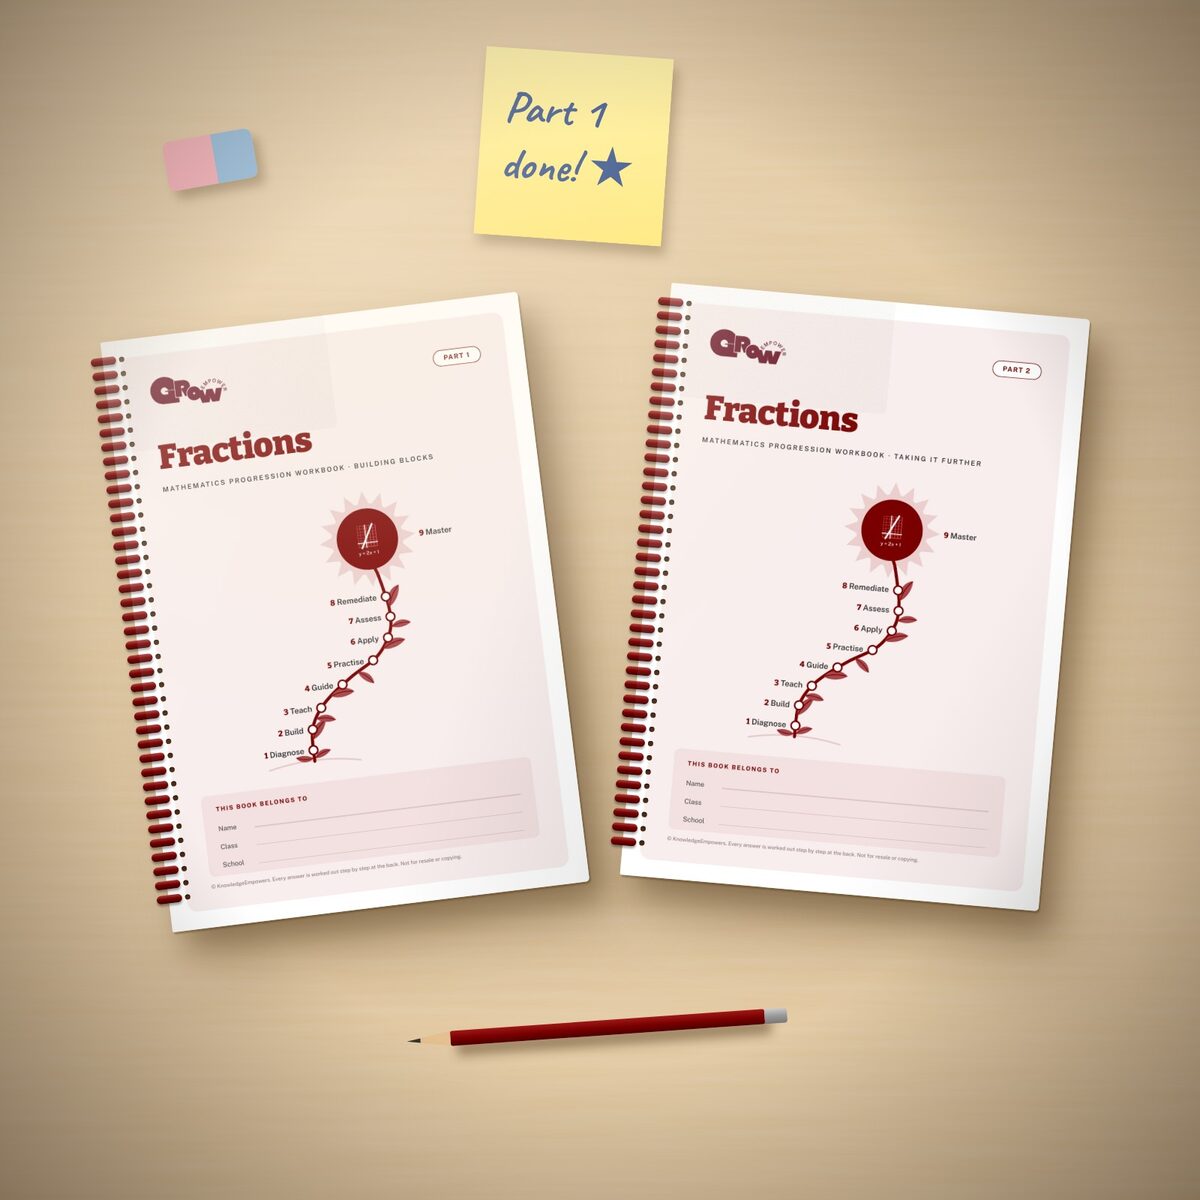 Part 1
done!
PART 1
GROW
EMPOWER
Fractions
MATHEMATICS PROGRESSION WORKBOOK · BUILDING BLOCKS
y = 2x + 1
9 Master
8 Remediate
7 Assess
6 Apply
5 Practise
4 Guide
3 Teach
2 Build
1 Diagnose
THIS BOOK BELONGS TO
Name
Class
School
© KnowledgeEmpowers. Every answer is worked out step by step at the back. Not for resale or copying.
PART 2
GROW
EMPOWER
Fractions
MATHEMATICS PROGRESSION WORKBOOK · TAKING IT FURTHER
y = 2x + 1
9 Master
8 Remediate
7 Assess
6 Apply
5 Practise
4 Guide
3 Teach
2 Build
1 Diagnose
THIS BOOK BELONGS TO
Name
Class
School
© KnowledgeEmpowers. Every answer is worked out step by step at the back. Not for resale or copying.